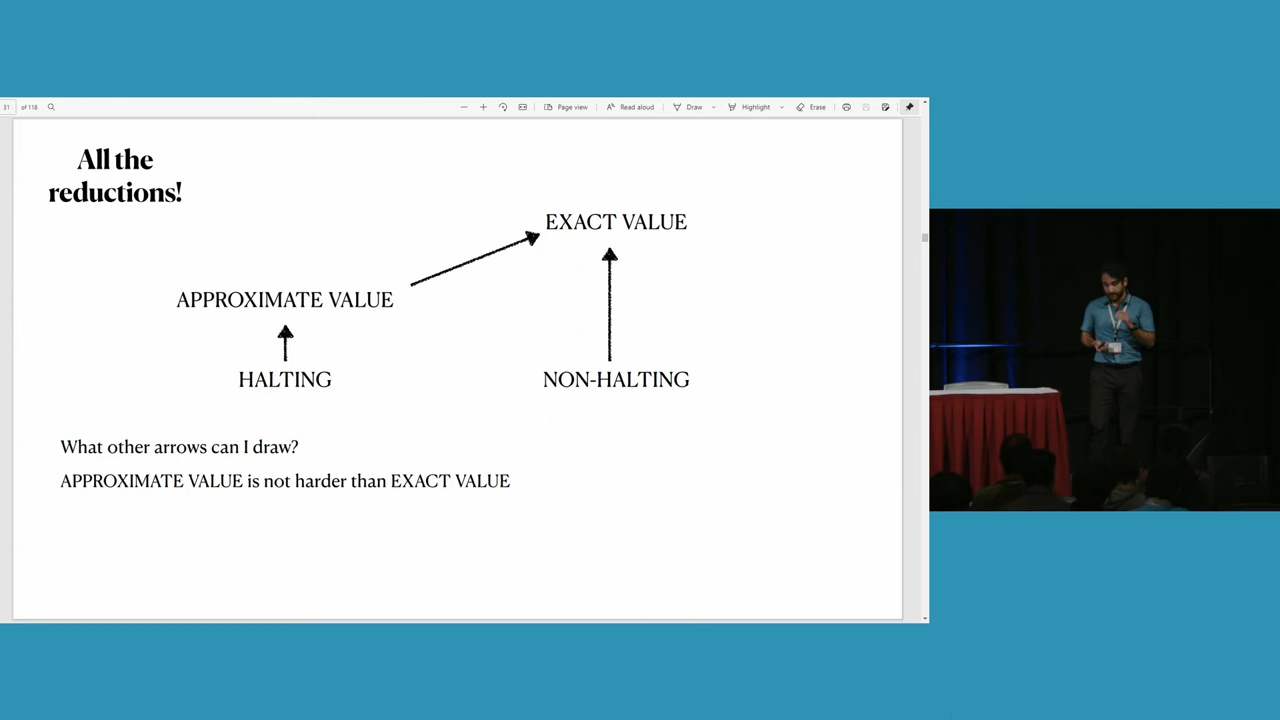 31 of 118
Page view
Read aloud
Draw
Highlight
Erase
All the
reductions!
EXACT VALUE
APPROXIMATE VALUE
HALTING
NON-HALTING
What other arrows can I draw?
APPROXIMATE VALUE is not harder than EXACT VALUE